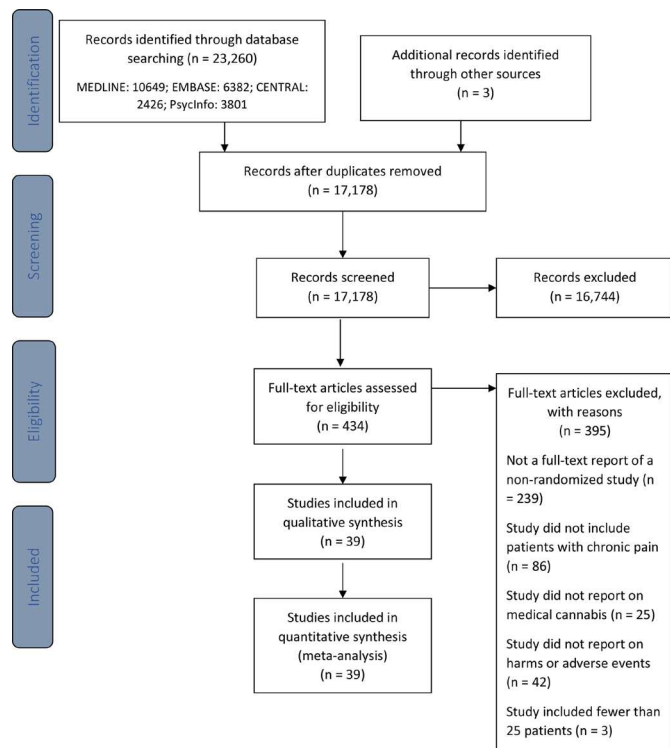 Identification
Records identified through database
searching (n = 23,260)
MEDLINE: 10649; EMBASE: 6382; CENTRAL:
2426; PsycInfo: 3801
Additional records identified
through other sources
(n = 3)
Records after duplicates removed
(n = 17,178)
Screening
Records screened
(n = 17,178)
Records excluded
(n = 16,744)
Eligibility
Full-text articles assessed
for eligibility
(n = 434)
Full-text articles excluded,
with reasons
(n = 395)
Not a full-text report of a
non-randomized study (n
= 239)
Study did not include
patients with chronic pain
(n = 86)
Study did not report on
medical cannabis (n = 25)
Study did not report on
harms or adverse events
(n = 42)
Study included fewer than
25 patients (n = 3)
Included
Studies included in
qualitative synthesis
(n = 39)
Studies included in
quantitative synthesis
(meta-analysis)
(n = 39)